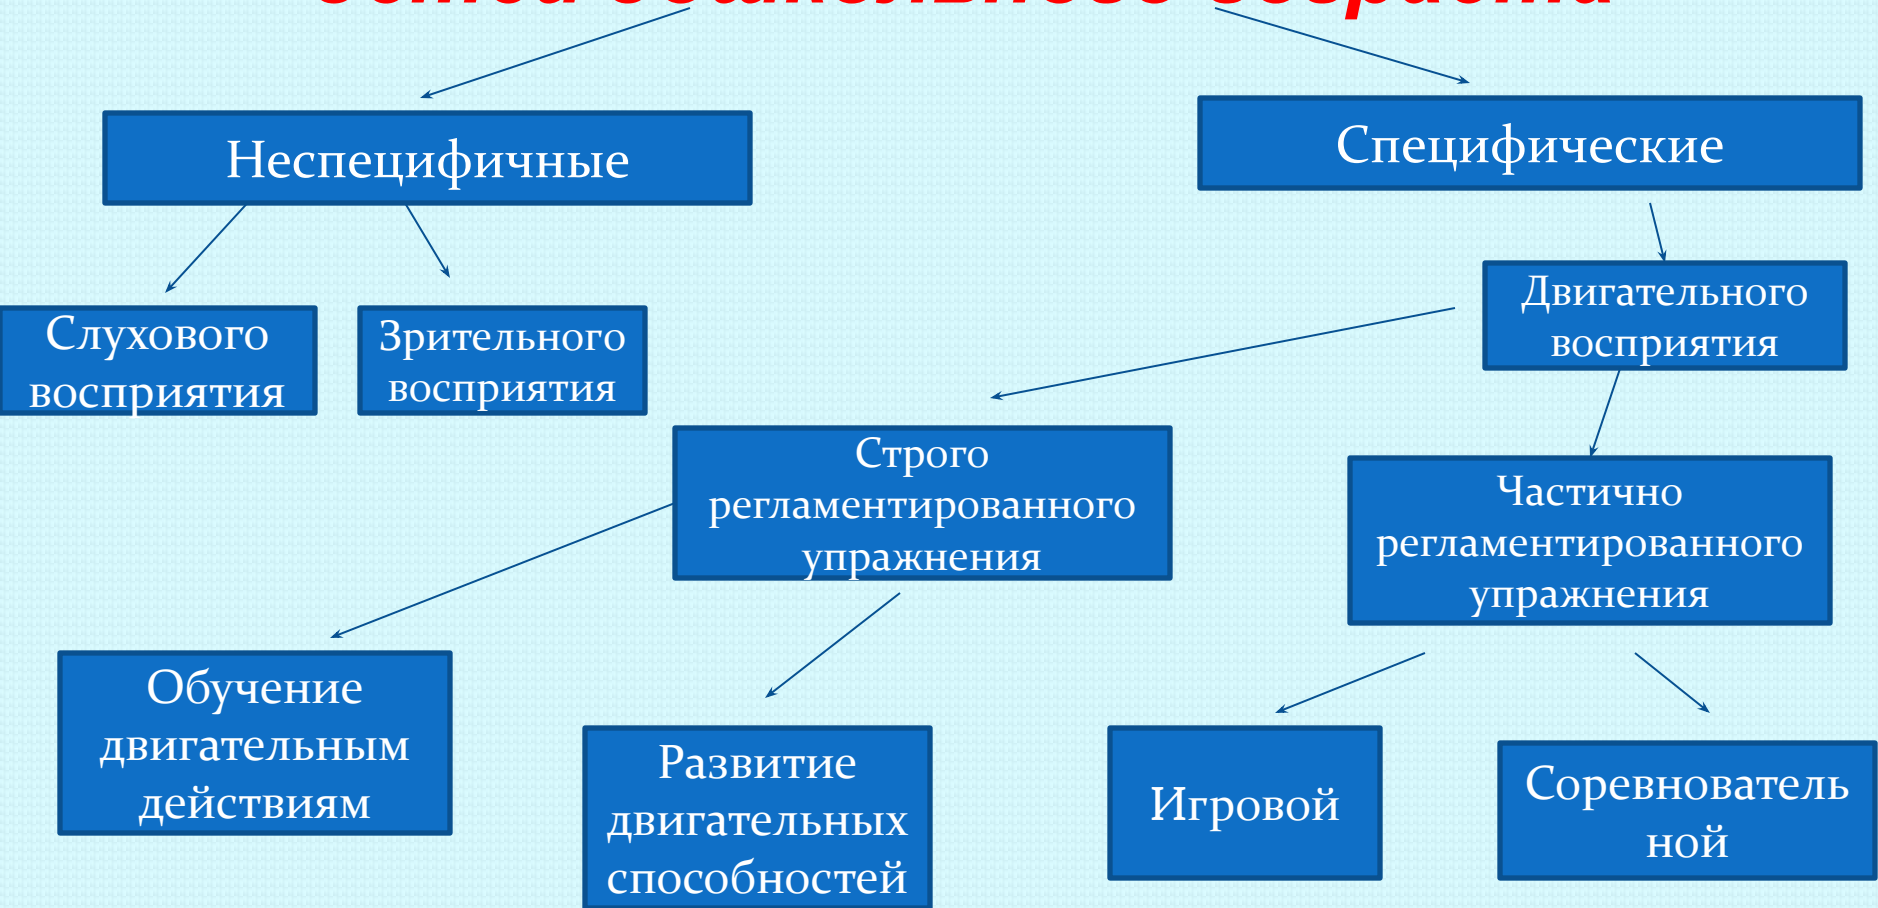 Неспецифичные
Специфические
Слухового
восприятия
Зрительного
восприятия
Двигательного
восприятия
Строго
регламентированного
упражнения
Частично
регламентированного
упражнения
Обучение
двигательным
действиям
Развитие
двигательных
способностей
Игровой
Соревнователь
ной